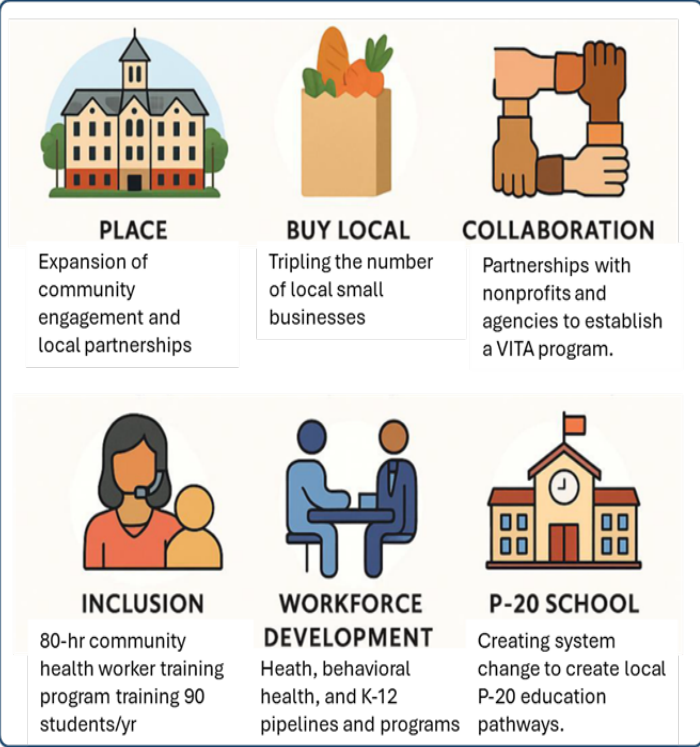 PLACE
Expansion of
community
engagement and
local partnerships
BUY LOCAL
Tripling the number
of local small
businesses
COLLABORATION
Partnerships with
nonprofits and
agencies to establish
a VITA program.
INCLUSION
80-hr community
health worker training
program training 90
students/yr
WORKFORCE
DEVELOPMENT
Heath, behavioral
health, and K-12
pipelines and programs
P-20 SCHOOL
Creating system
change to create local
P-20 education
pathways.